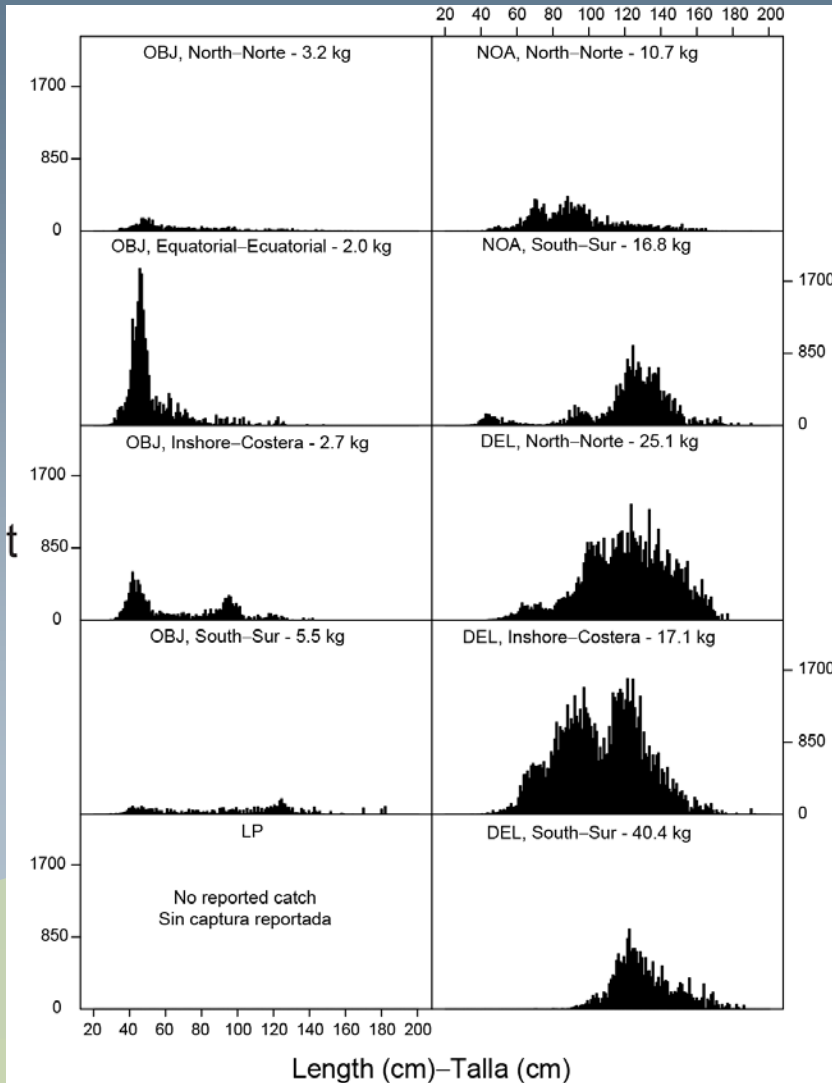 20 40 60 80 100 120 140 160 180 200
OBJ, North–Norte - 3.2 kg
1700
850
0
NOA, North-Norte - 10.7 kg
OBJ, Equatorial–Ecuatorial - 2.0 kg
NOA, South–Sur - 16.8 kg
1700
850
0
OBJ, Inshore–Costera - 2.7 kg
1700
850
0
DEL, North–Norte - 25.1 kg
t
OBJ, South–Sur - 5.5 kg
DEL, Inshore–Costera - 17.1 kg
1700
850
0
LP
1700
850
0
No reported catch
Sin captura reportada
DEL, South–Sur - 40.4 kg
20 40 60 80 100 120 140 160 180 200
Length (cm)–Talla (cm)